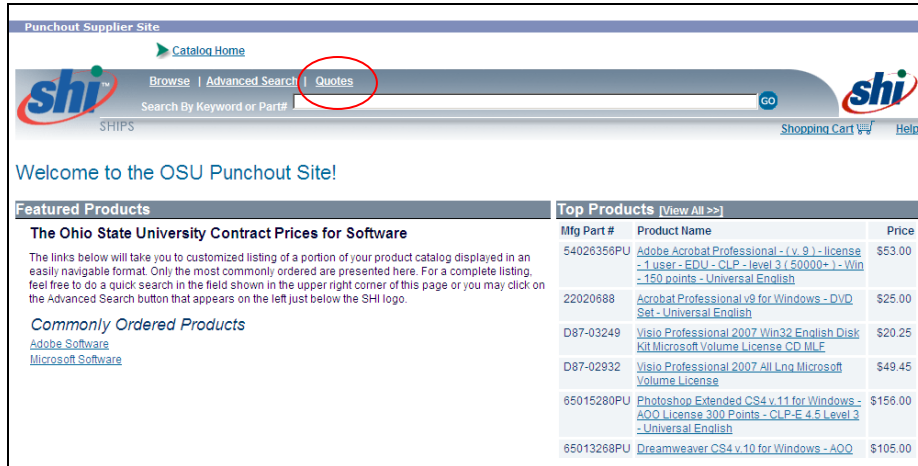 Punchout Supplier Site
Catalog Home
shi™
Browse | Advanced Search | Quotes
Search By Keyword or Part#
GO
shi
SHIPS
Shopping Cart
Help
Welcome to the OSU Punchout Site!
Featured Products
The Ohio State University Contract Prices for Software
The links below will take you to customized listing of a portion of your product catalog displayed in an
easily navigable format. Only the most commonly ordered are presented here. For a complete listing,
feel free to do a quick search in the field shown in the upper right corner of this page or you may click on
the Advanced Search button that appears on the left just below the SHI logo.
Commonly Ordered Products
Adobe Software
Microsoft Software
Top Products [View All >>]
Mfg Part # Product Name Price
54026356PU Adobe Acrobat Professional - ( v. 9 ) - license $53.00
- 1 user - EDU - CLP - level 3 ( 50000+ ) - Win
- 150 points - Universal English
22020688 Acrobat Professional v9 for Windows - DVD $25.00
Set - Universal English
D87-03249 Visio Professional 2007 Win32 English Disk $20.25
Kit Microsoft Volume License CD MLF
D87-02932 Visio Professional 2007 All Lng Microsoft $49.45
Volume License
65015280PU Photoshop Extended CS4 v.11 for Windows - $156.00
AOO License 300 Points - CLP-E 4.5 Level 3
- Universal English
65013268PU Dreamweaver CS4 v.10 for Windows - AOO $105.00